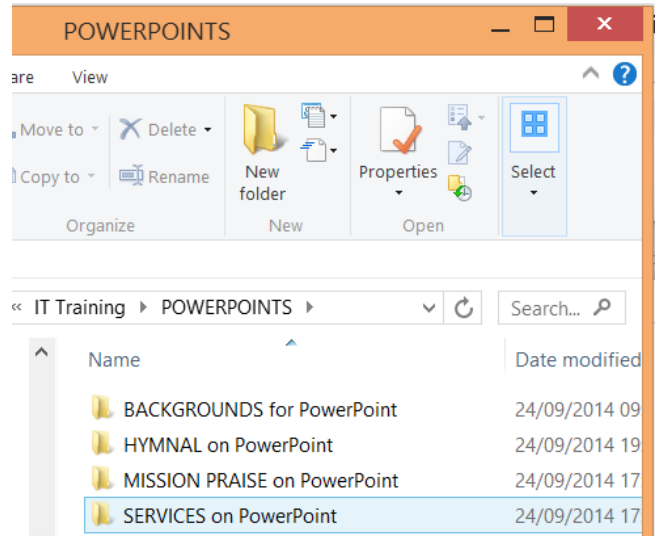 POWERPOINTS
are View
Move to Delete
New folder
Properties
Select
Copy to Rename
Organize New Open
« IT Training POWERPOINTS Search...
Name Date modified
BACKGROUNDS for PowerPoint 24/09/2014 09
HYMNAL on PowerPoint 24/09/2014 19
MISSION PRAISE on PowerPoint 24/09/2014 17
SERVICES on PowerPoint 24/09/2014 17